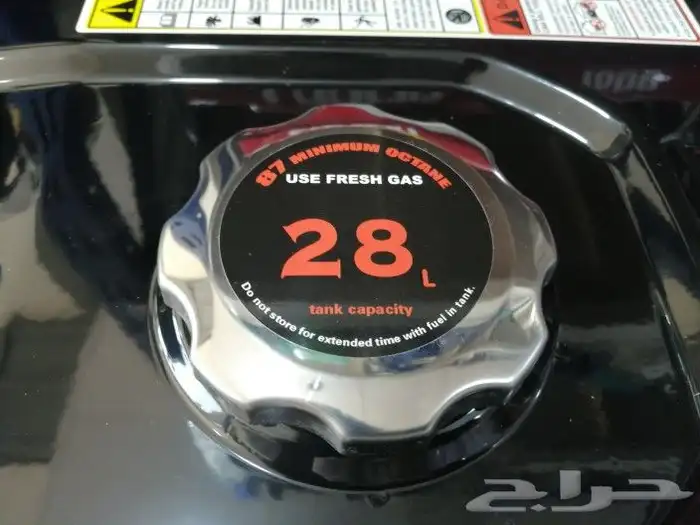 87 MINIMUM OCTANE
USE FRESH GAS
28 L
tank capacity
Do not store for extended time with fuel in tank.
حراج